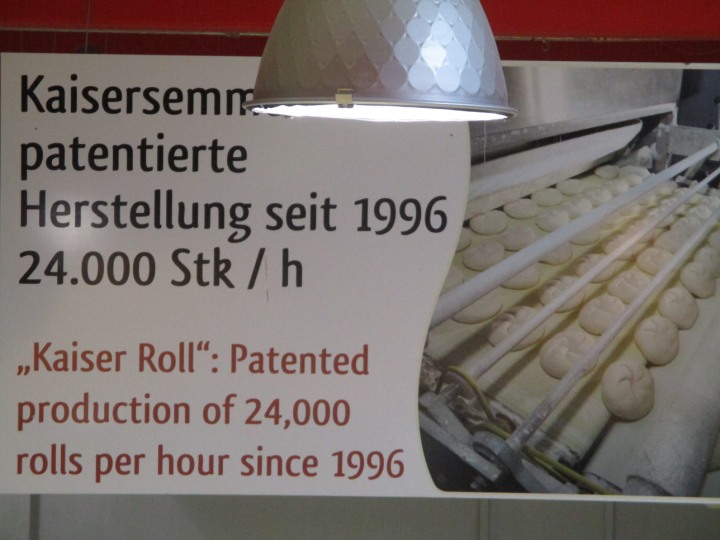 patentierte
Herstellung seit 1996
24.000 Stk / h
„Kaiser Roll“: Patented
production of 24,000
rolls per hour since 1996